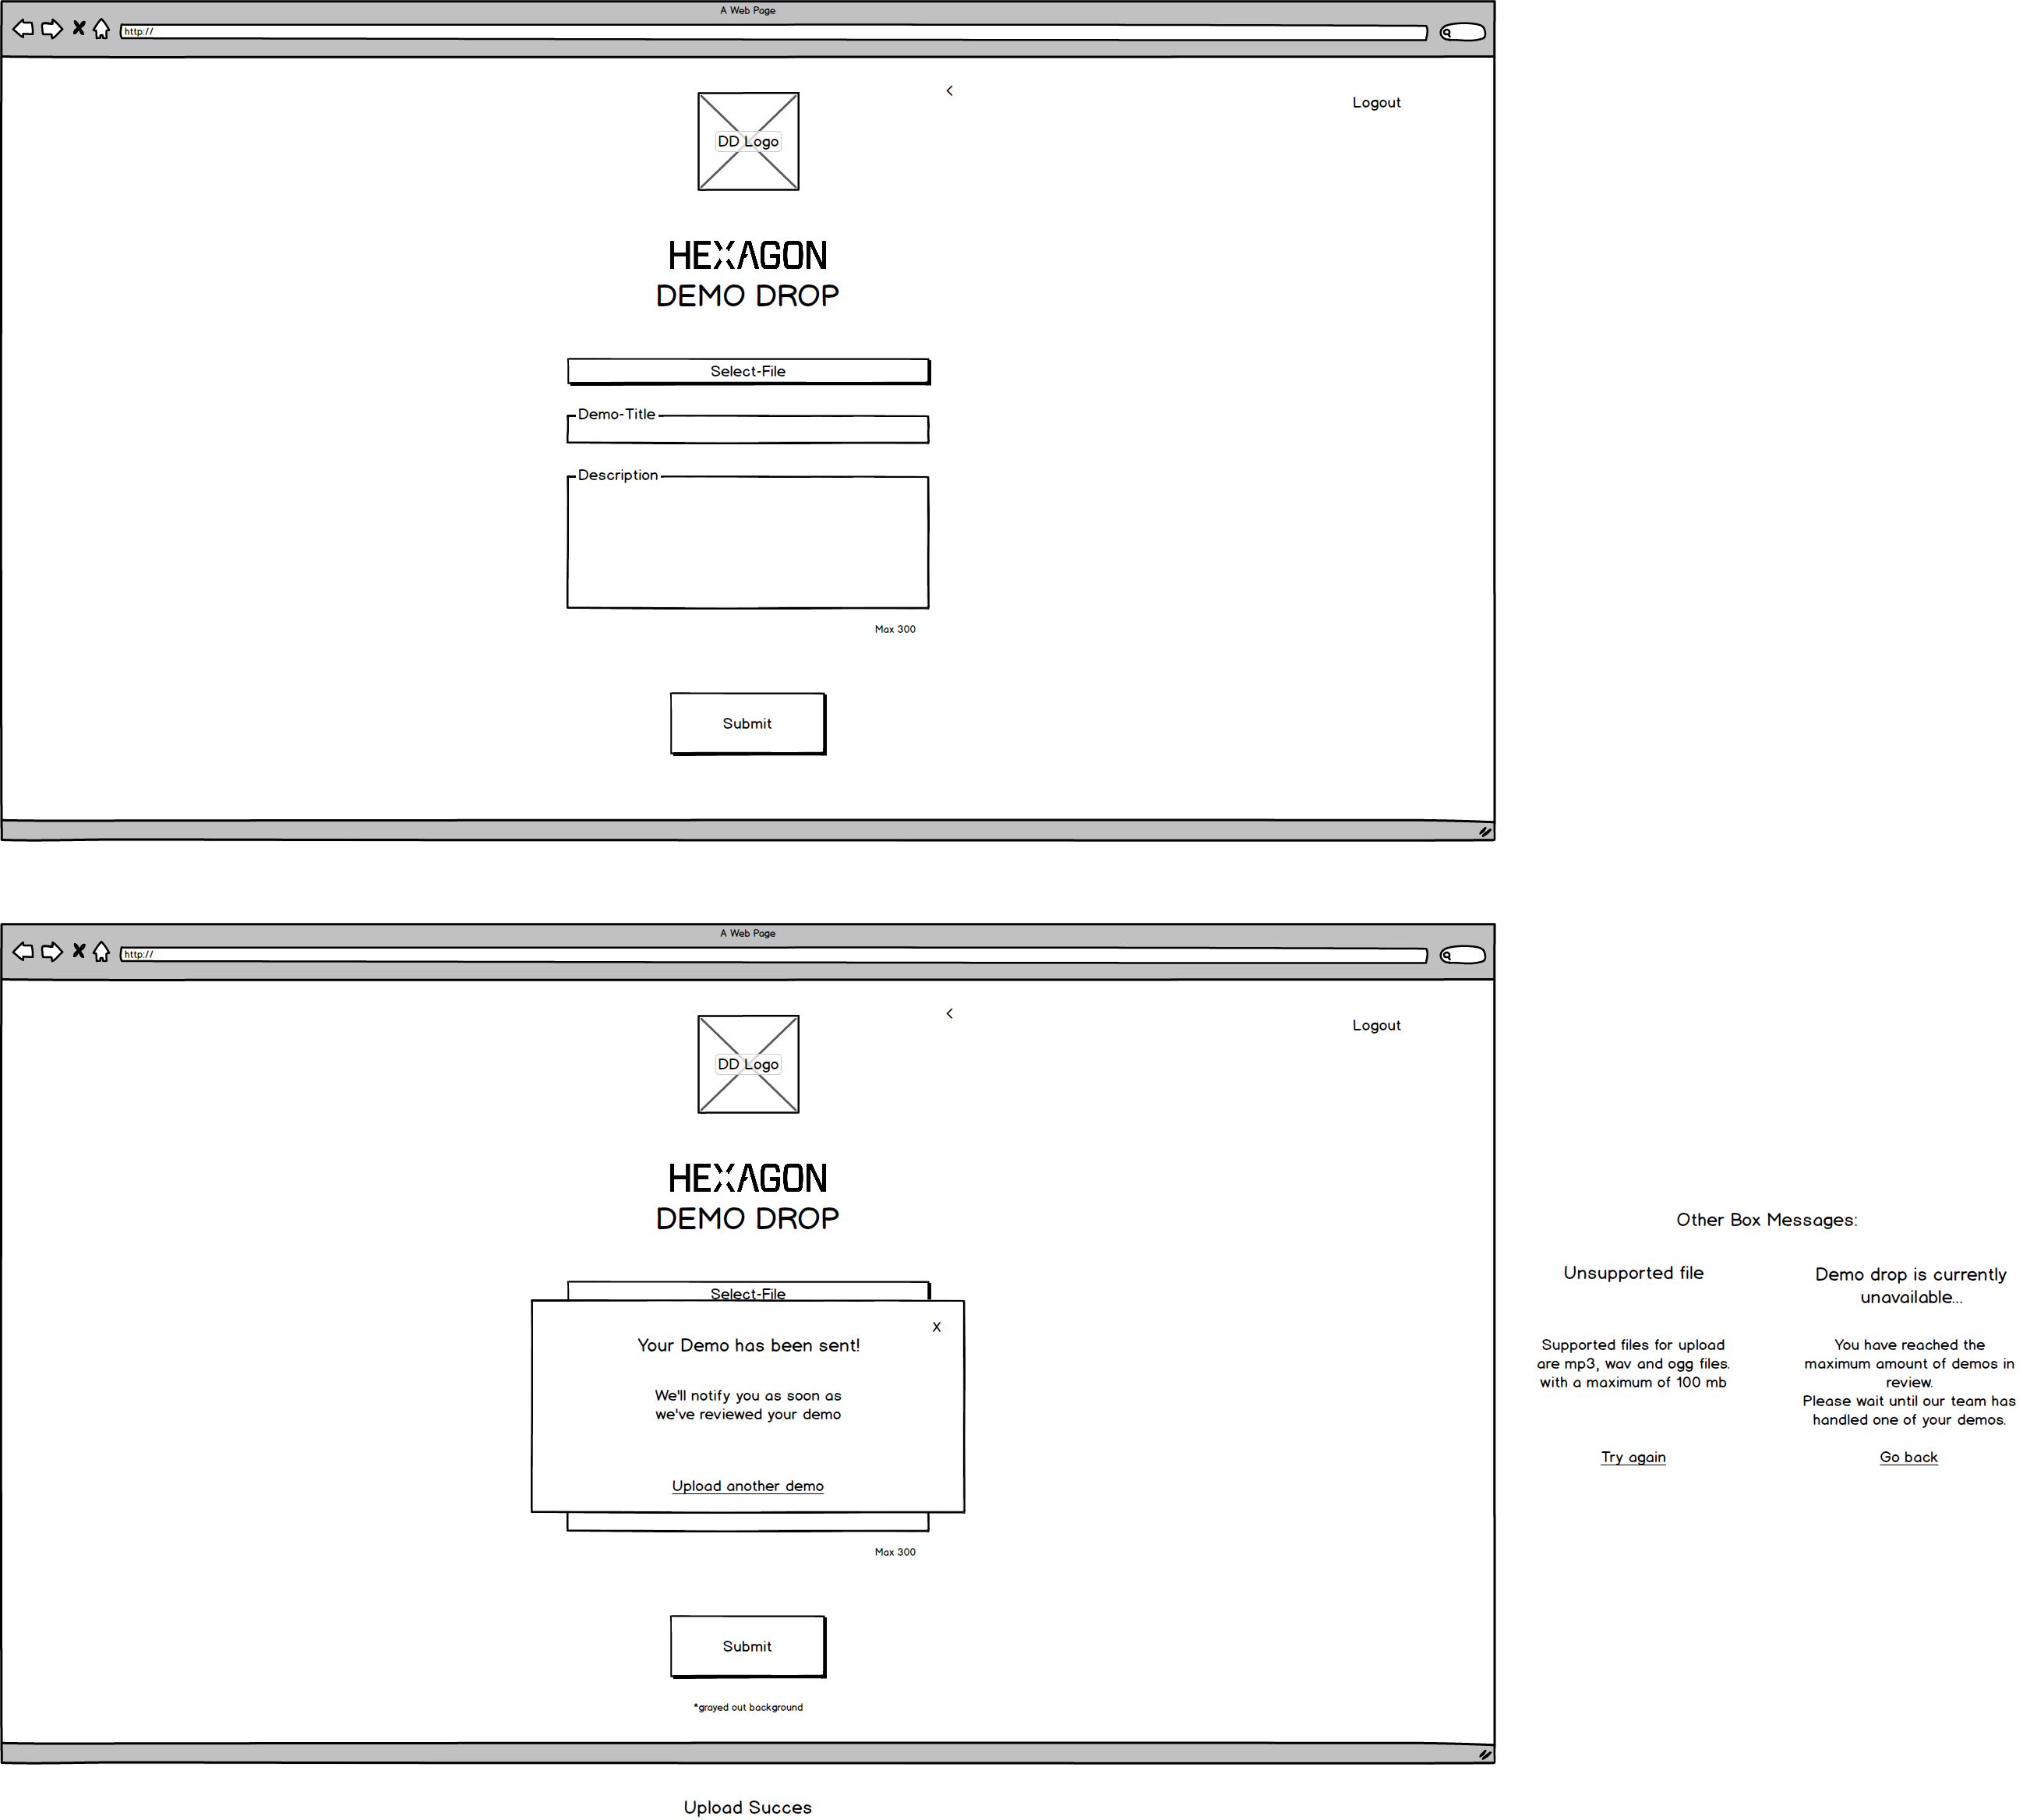 A Web Page
http://
<
Logout
DD Logo
HEXAGON
DEMO DROP
Select-File
Demo-Title
Description
Max 300
Submit
A Web Page
http://
<
Logout
DD Logo
HEXAGON
DEMO DROP
Select-File
X
Your Demo has been sent!
We'll notify you as soon as
we've reviewed your demo
Upload another demo
Max 300
Submit
*grayed out background
Upload Succes
Other Box Messages:
Unsupported file
Supported files for upload
are mp3, wav and ogg files.
with a maximum of 100 mb
Try again
Demo drop is currently
unavailable...
You have reached the
maximum amount of demos in
review.
Please wait until our team has
handled one of your demos.
Go back